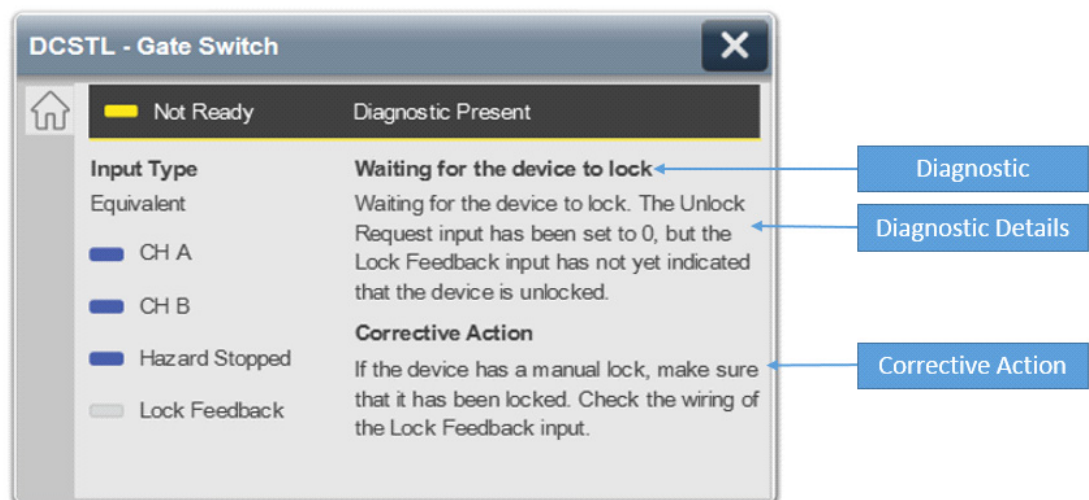 DCSTL - Gate Switch
Not Ready
Diagnostic Present
Input Type
Equivalent
CH A
CH B
Hazard Stopped
Lock Feedback
Waiting for the device to lock
Waiting for the device to lock. The Unlock
Request input has been set to 0, but the
Lock Feedback input has not yet indicated
that the device is unlocked.
Corrective Action
If the device has a manual lock, make sure
that it has been locked. Check the wiring of
the Lock Feedback input.
Diagnostic
Diagnostic Details
Corrective Action